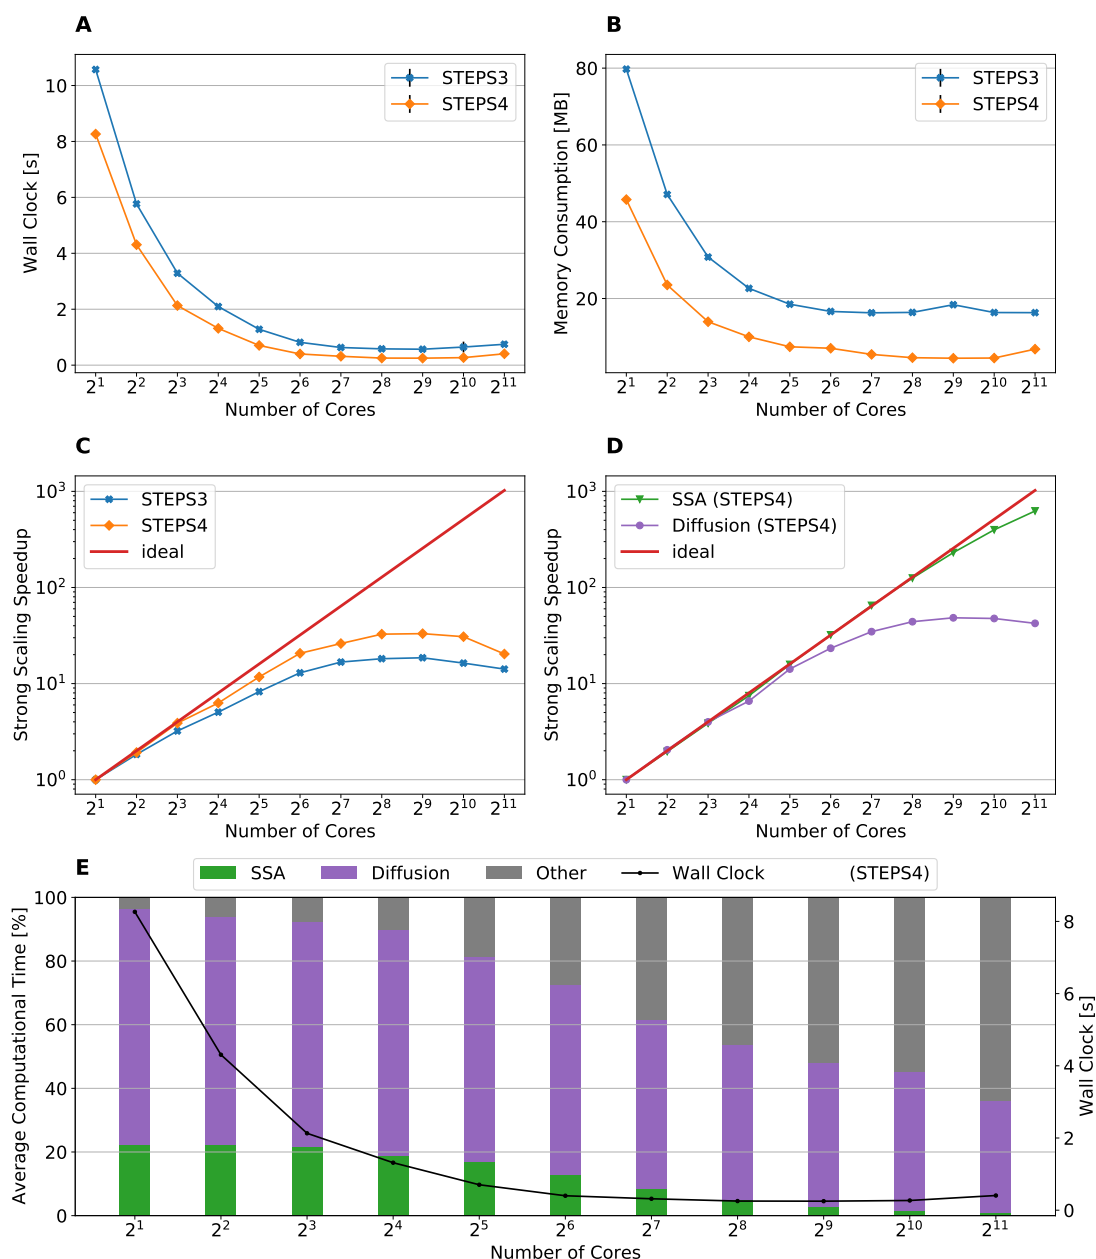 A
B
Wall Clock [s]
10
8
6
4
2
0
STEPS3
STEPS4
2^1 2^2 2^3 2^4 2^5 2^6 2^7 2^8 2^9 2^10 2^11
Number of Cores
Memory Consumption [MB]
80
60
40
20
STEPS3
STEPS4
2^1 2^2 2^3 2^4 2^5 2^6 2^7 2^8 2^9 2^10 2^11
Number of Cores
C
D
Strong Scaling Speedup
10^3
10^2
10^1
10^0
STEPS3
STEPS4
ideal
2^1 2^2 2^3 2^4 2^5 2^6 2^7 2^8 2^9 2^10 2^11
Number of Cores
Strong Scaling Speedup
10^3
10^2
10^1
10^0
SSA (STEPS4)
Diffusion (STEPS4)
ideal
2^1 2^2 2^3 2^4 2^5 2^6 2^7 2^8 2^9 2^10 2^11
Number of Cores
E
SSA Diffusion Other Wall Clock (STEPS4)
Average Computational Time [%]
100
80
60
40
20
0
8
6
4
2
0
Wall Clock [s]
2^1 2^2 2^3 2^4 2^5 2^6 2^7 2^8 2^9 2^10 2^11
Number of Cores